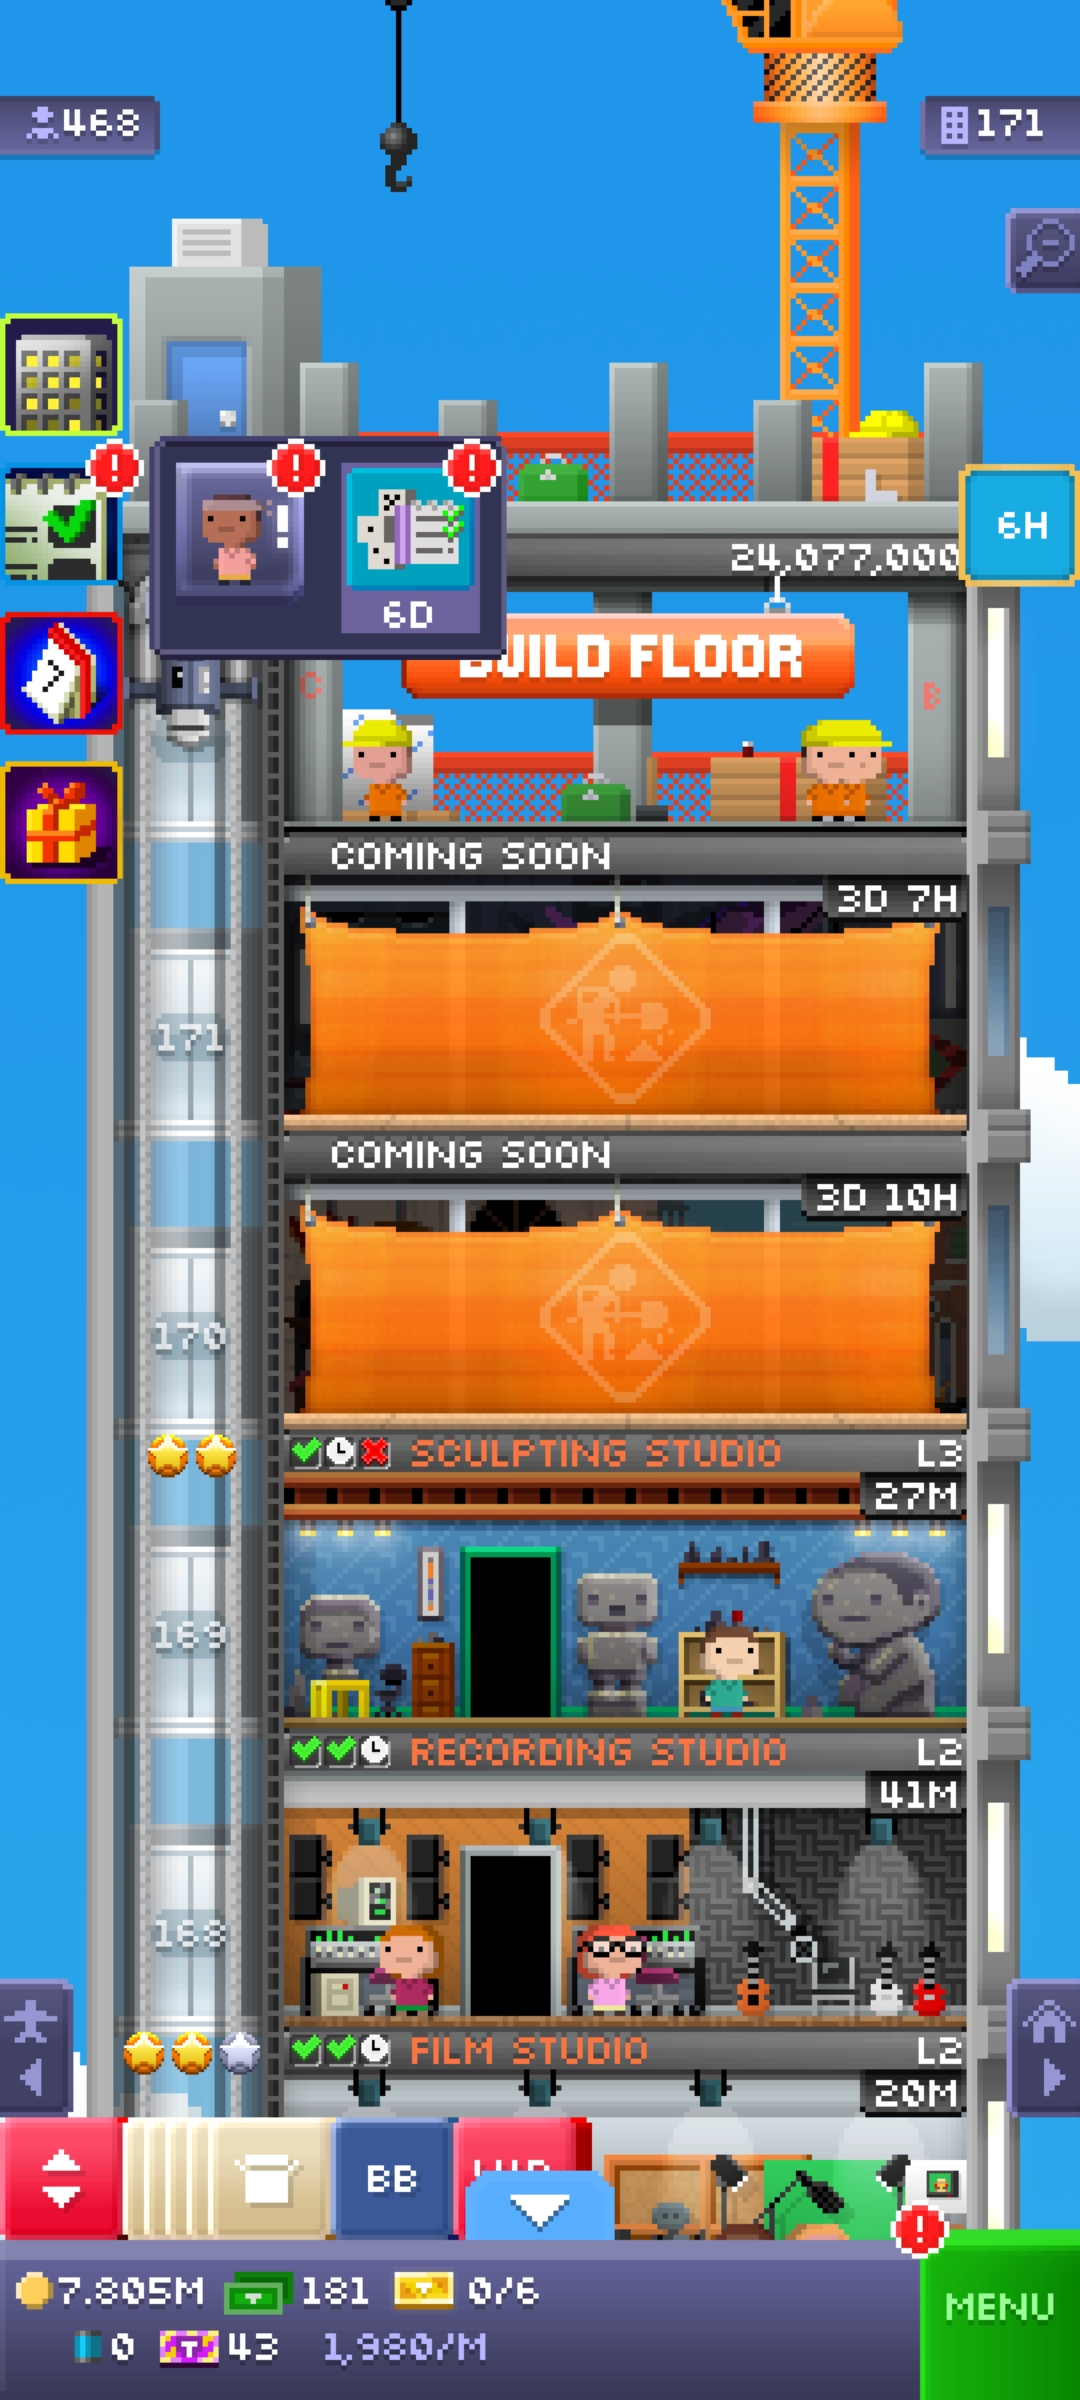 468
171
6H
24,077,000
6D
BUILD FLOOR
C
B
COMING SOON
3D 7H
171
COMING SOON
3D 10H
170
SCULPTING STUDIO L3
27M
169
RECORDING STUDIO L2
41M
168
FILM STUDIO L2
20M
BB
7.805M 181 0/6
MENU
0 43 1,980/M